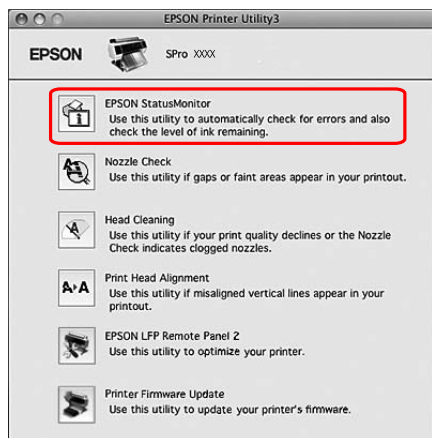 EPSON Printer Utility3
EPSON
SPro XXXX
EPSON StatusMonitor
Use this utility to automatically check for errors and also
check the level of ink remaining.
Nozzle Check
Use this utility if gaps or faint areas appear in your printout.
Head Cleaning
Use this utility if your print quality declines or the Nozzle
Check indicates clogged nozzles.
Print Head Alignment
Use this utility if misaligned vertical lines appear in your
printout.
EPSON LFP Remote Panel 2
Use this utility to optimize your printer.
Printer Firmware Update
Use this utility to update your printer's firmware.